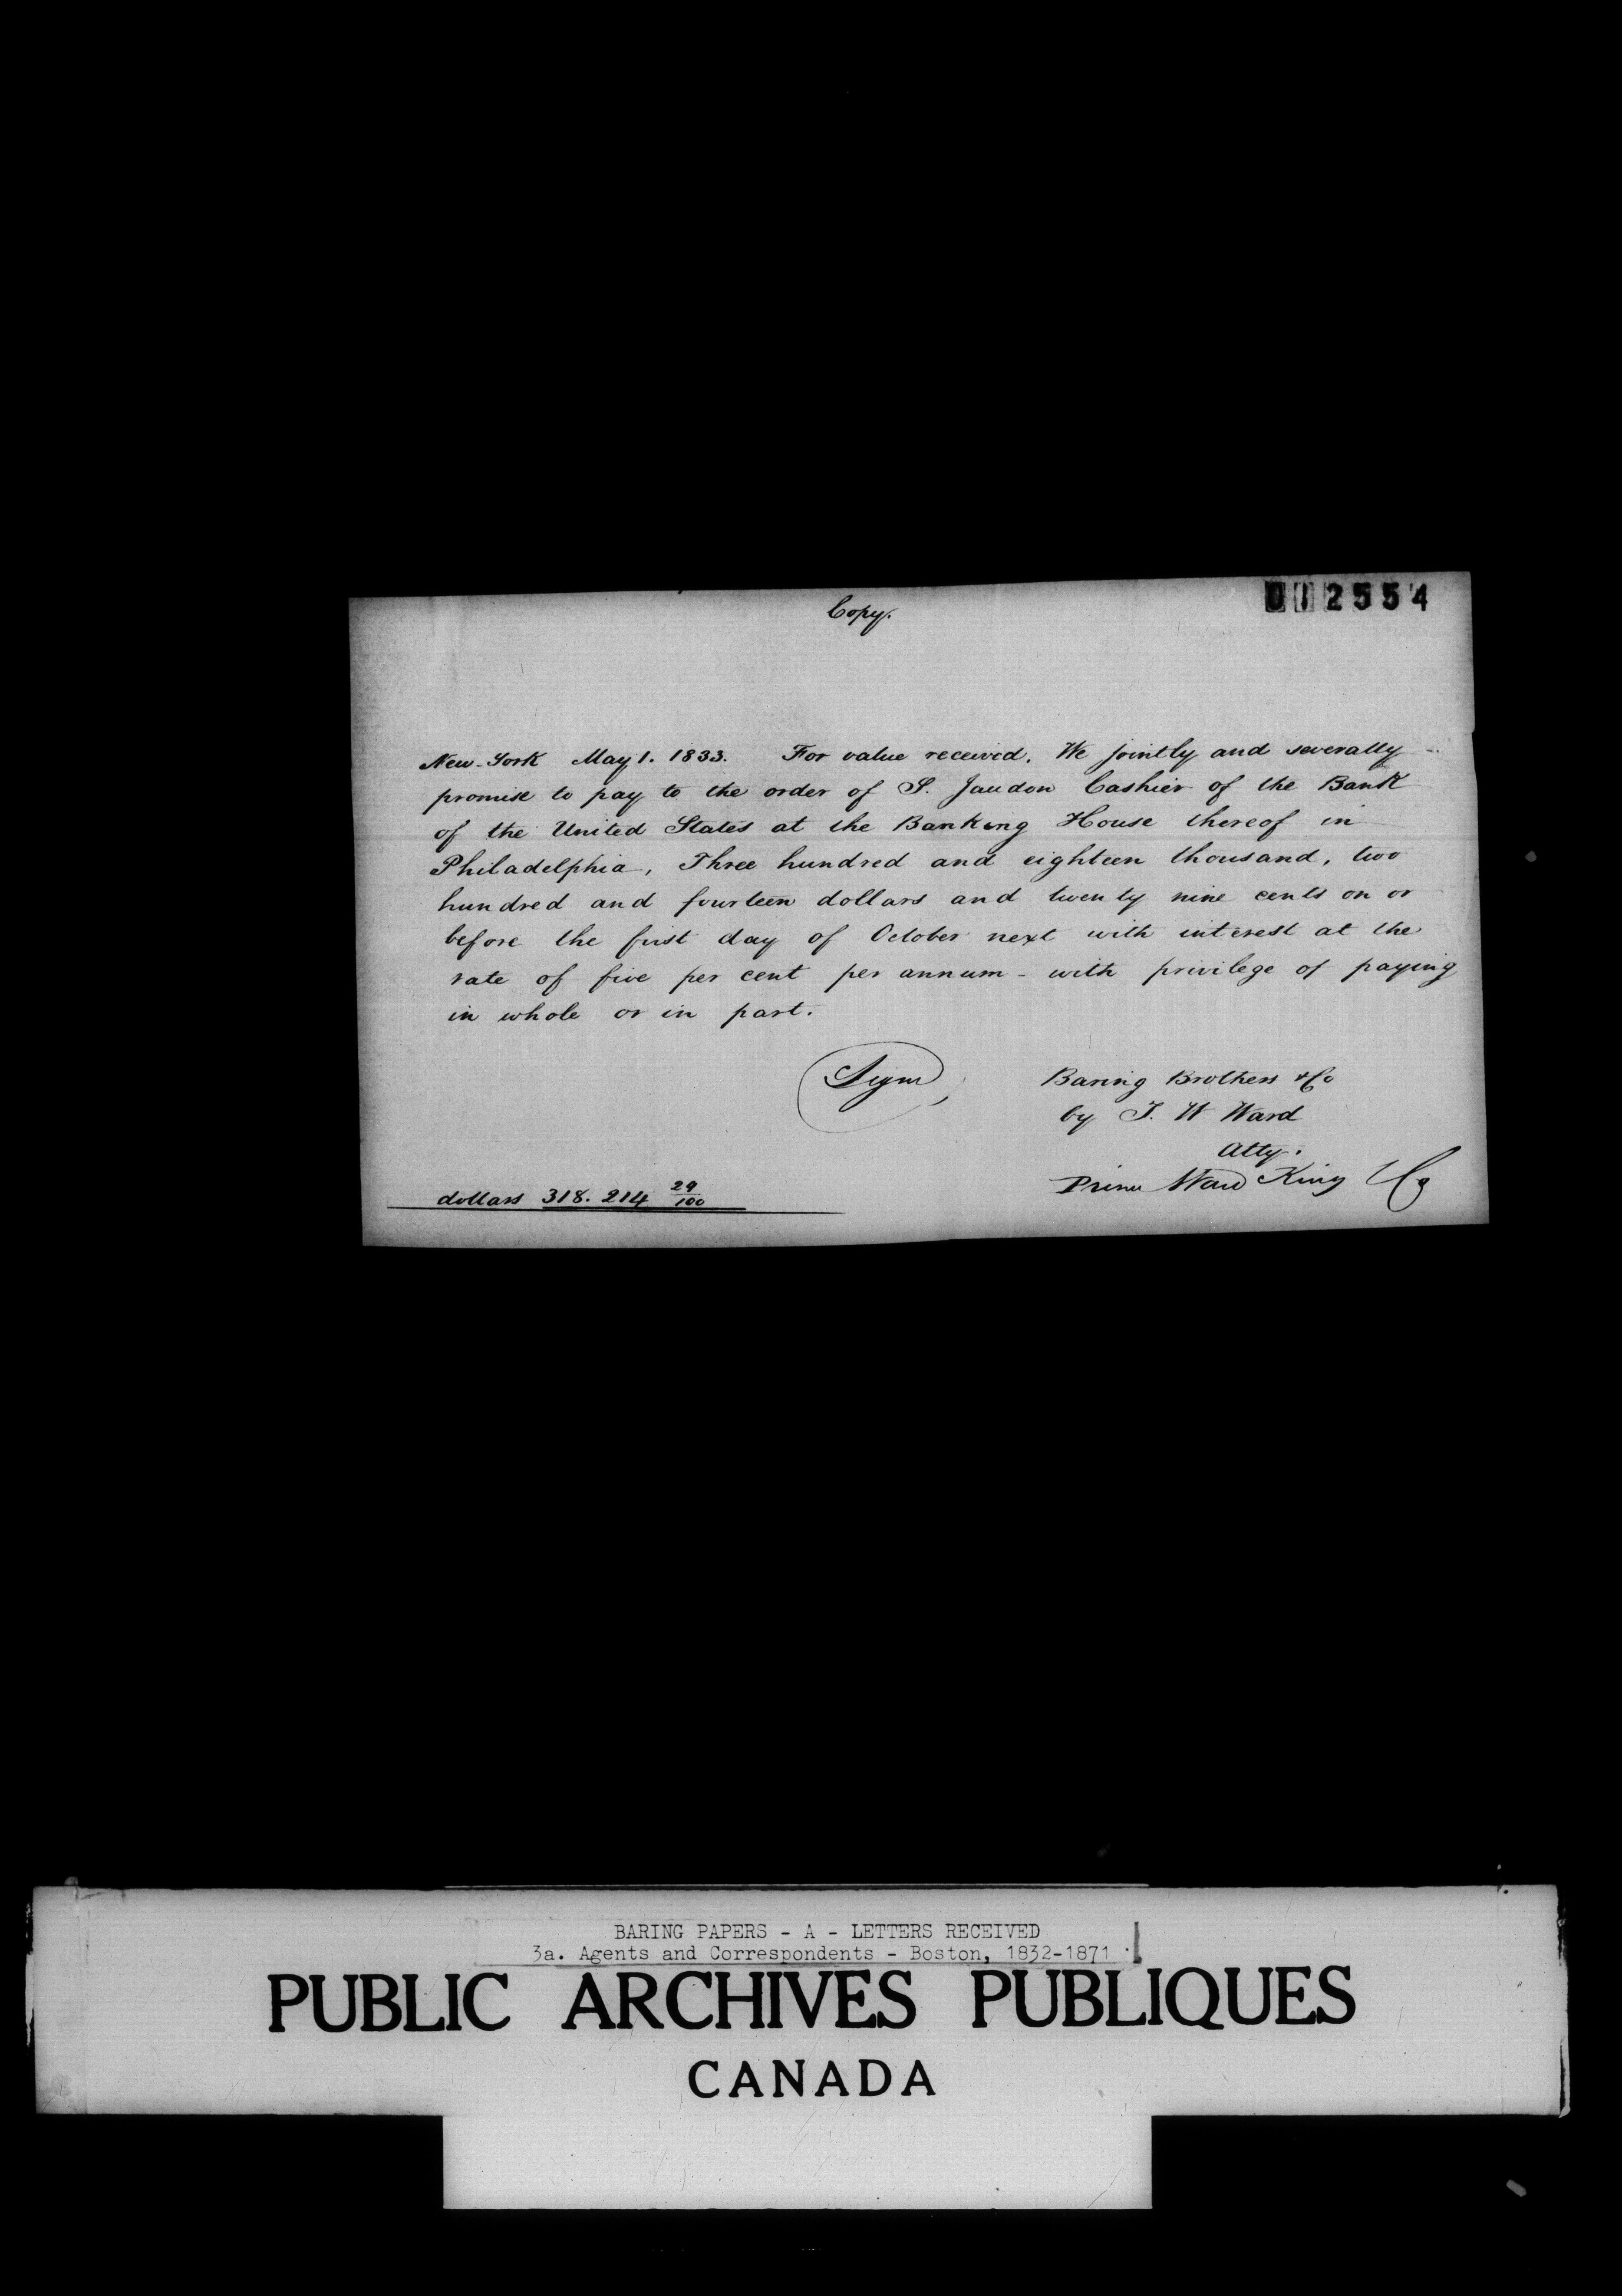 012554
Copy.
New-York May 1. 1833. For value received. We jointly and severally
promise to pay to the order of S. Jaudon Cashier of the Bank
of the United States at the Banking House thereof in
Philadelphia, Three hundred and eighteen thousand, two
hundred and fourteen dollars and twenty nine cents on or
before the first day of October next with interest at the
rate of five per cent per annum - with privilege of paying
in whole or in part.
Signd
Baring Brothers & Co
by T. W Ward
Atty.
Prime Ward King & Co
dollars 318. 214 29/100
BARING PAPERS - A - LETTERS RECEIVED
3a. Agents and Correspondents - Boston, 1832-1871
PUBLIC ARCHIVES PUBLIQUES
CANADA